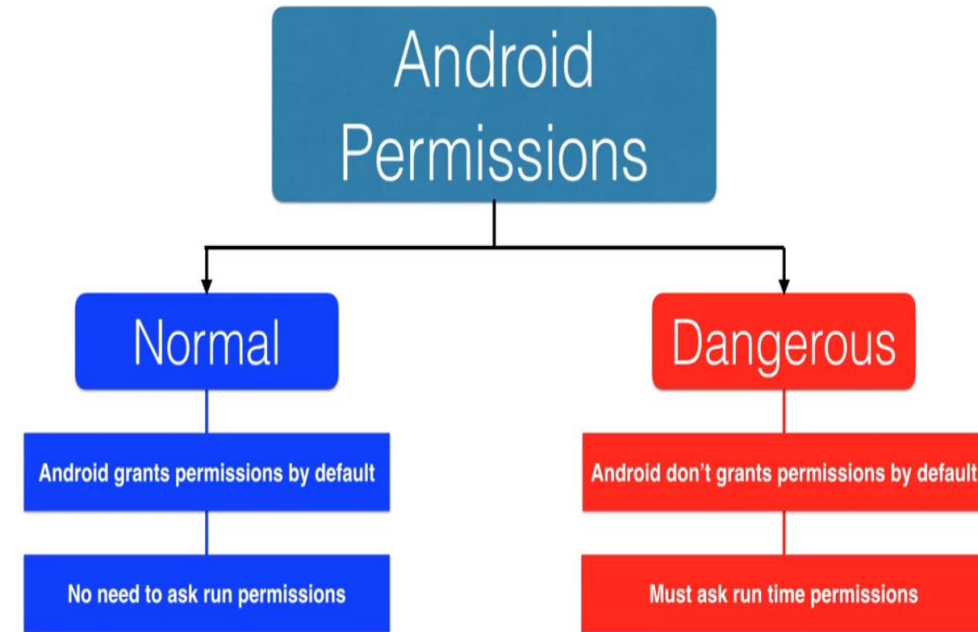 Android
Permissions
Normal
Dangerous
Android grants permissions by default
Android don't grants permissions by default
No need to ask run permissions
Must ask run time permissions